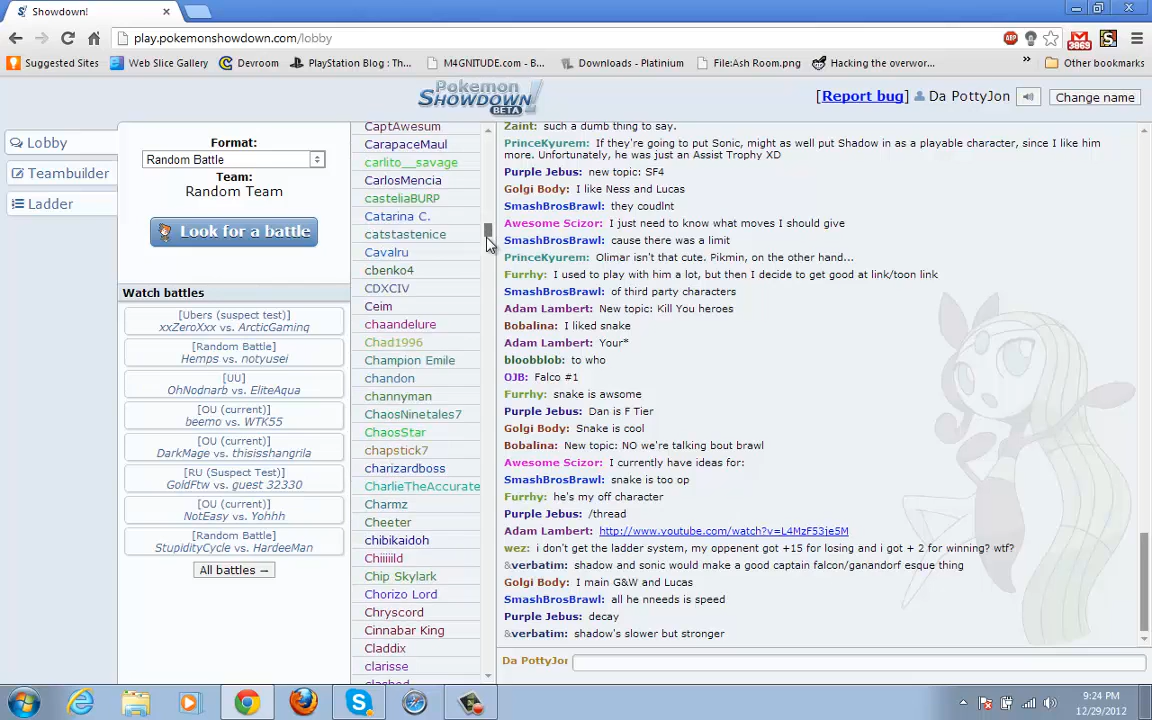 Showdown!
play.pokemonshowdown.com/lobby
ABP
3869
Suggested Sites
Web Slice Gallery
Devroom
PlayStation Blog : Th...
M4GNITUDE.com - B...
Downloads - Platinium
File:Ash Room.png
Hacking the overwor...
»
Other bookmarks
Pokemon
Showdown!
BETA
[Report bug]
Da PottyJon
Change name
Lobby
Teambuilder
Ladder
Format:
Random Battle
Team:
Random Team
Look for a battle
Watch battles
[Ubers (suspect test)]
xxZeroXxx vs. ArcticGaming
[Random Battle]
Hemps vs. notyusei
[UU]
OhNodnarb vs. EliteAqua
[OU (current)]
beemo vs. WTK55
[OU (current)]
DarkMage vs. thisisshangrila
[RU (Suspect Test)]
GoldFtw vs. guest 32330
[OU (current)]
NotEasy vs. Yohhh
[Random Battle]
StupidityCycle vs. HardeeMan
All battles →
CaptAwesum
CarapaceMaul
carlito__savage
CarlosMencia
casteliaBURP
Catarina C.
catstastenice
Cavalru
cbenko4
CDXCIV
Ceim
chaandelure
Chad1996
Champion Emile
chandon
channyman
ChaosNinetales7
ChaosStar
chapstick7
charizardboss
CharlieTheAccurate
Charmz
Cheeter
chibikaidoh
Chiiiiild
Chip Skylark
Chorizo Lord
Chryscord
Cinnabar King
Claddix
clarisse
Zaint: such a dumb thing to say.
PrinceKyurem: If they're going to put Sonic, might as well put Shadow in as a playable character, since I like him
more. Unfortunately, he was just an Assist Trophy XD
Purple Jebus: new topic: SF4
Golgi Body: I like Ness and Lucas
SmashBrosBrawl: they coudlnt
Awesome Scizor: I just need to know what moves I should give
SmashBrosBrawl: cause there was a limit
PrinceKyurem: Olimar isn't that cute. Pikmin, on the other hand...
Furrhy: I used to play with him a lot, but then I decide to get good at link/toon link
SmashBrosBrawl: of third party characters
Adam Lambert: New topic: Kill You heroes
Bobalina: I liked snake
Adam Lambert: Your*
bloobblob: to who
OJB: Falco #1
Furrhy: snake is awsome
Purple Jebus: Dan is F Tier
Golgi Body: Snake is cool
Bobalina: New topic: NO we're talking bout brawl
Awesome Scizor: I currently have ideas for:
SmashBrosBrawl: snake is too op
Furrhy: he's my off character
Purple Jebus: /thread
Adam Lambert: http://www.youtube.com/watch?v=L4MzF53je5M
wez: i don't get the ladder system, my oppenent got +15 for losing and i got + 2 for winning? wtf?
&verbatim: shadow and sonic would make a good captain falcon/ganandorf esque thing
Golgi Body: I main G&W and Lucas
SmashBrosBrawl: all he nneeds is speed
Purple Jebus: decay
&verbatim: shadow's slower but stronger
Da PottyJor
9:24 PM
12/29/2012